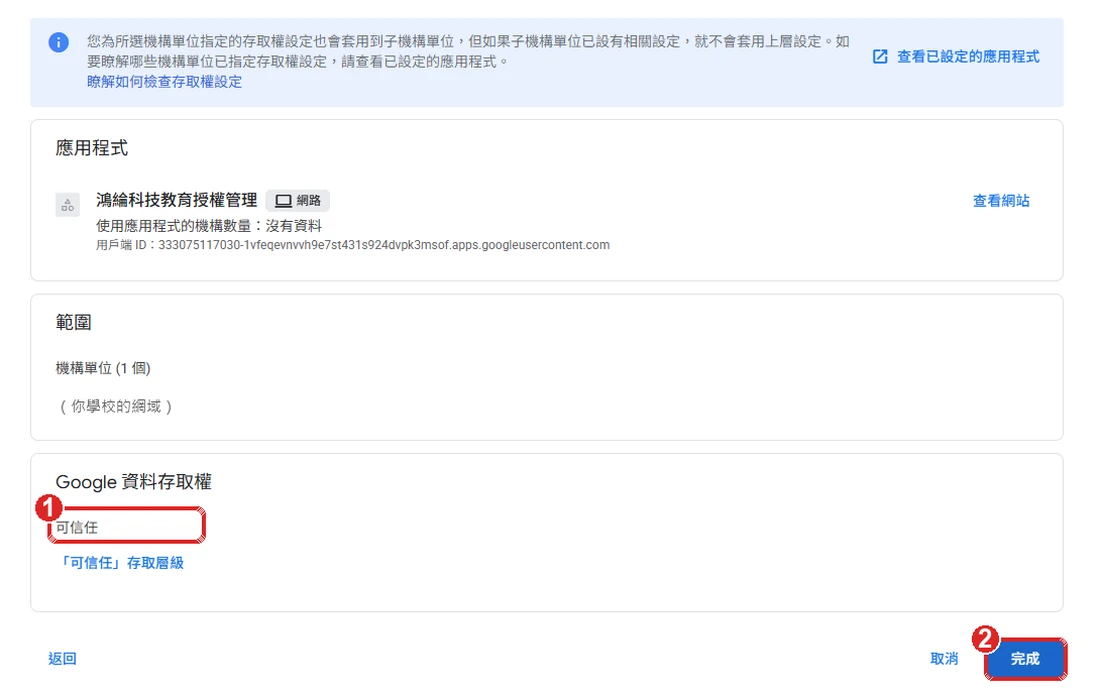 您為所選機構單位指定的存取權設定也會套用到子機構單位，但如果子機構單位已設有相關設定，就不會套用上層設定。如
要瞭解哪些機構單位已指定存取權設定，請查看已設定的應用程式。
瞭解如何檢查存取權設定
查看已設定的應用程式
應用程式
鴻綸科技教育授權管理 網路
查看網站
使用應用程式的機構數量：沒有資料
用戶端 ID：333075117030-1vfeqevnvvh9e7st431s924dvpk3msof.apps.googleusercontent.com
範圍
機構單位 (1 個)
（你學校的網域）
Google 資料存取權
1
可信任
「可信任」存取層級
返回
取消
2
完成